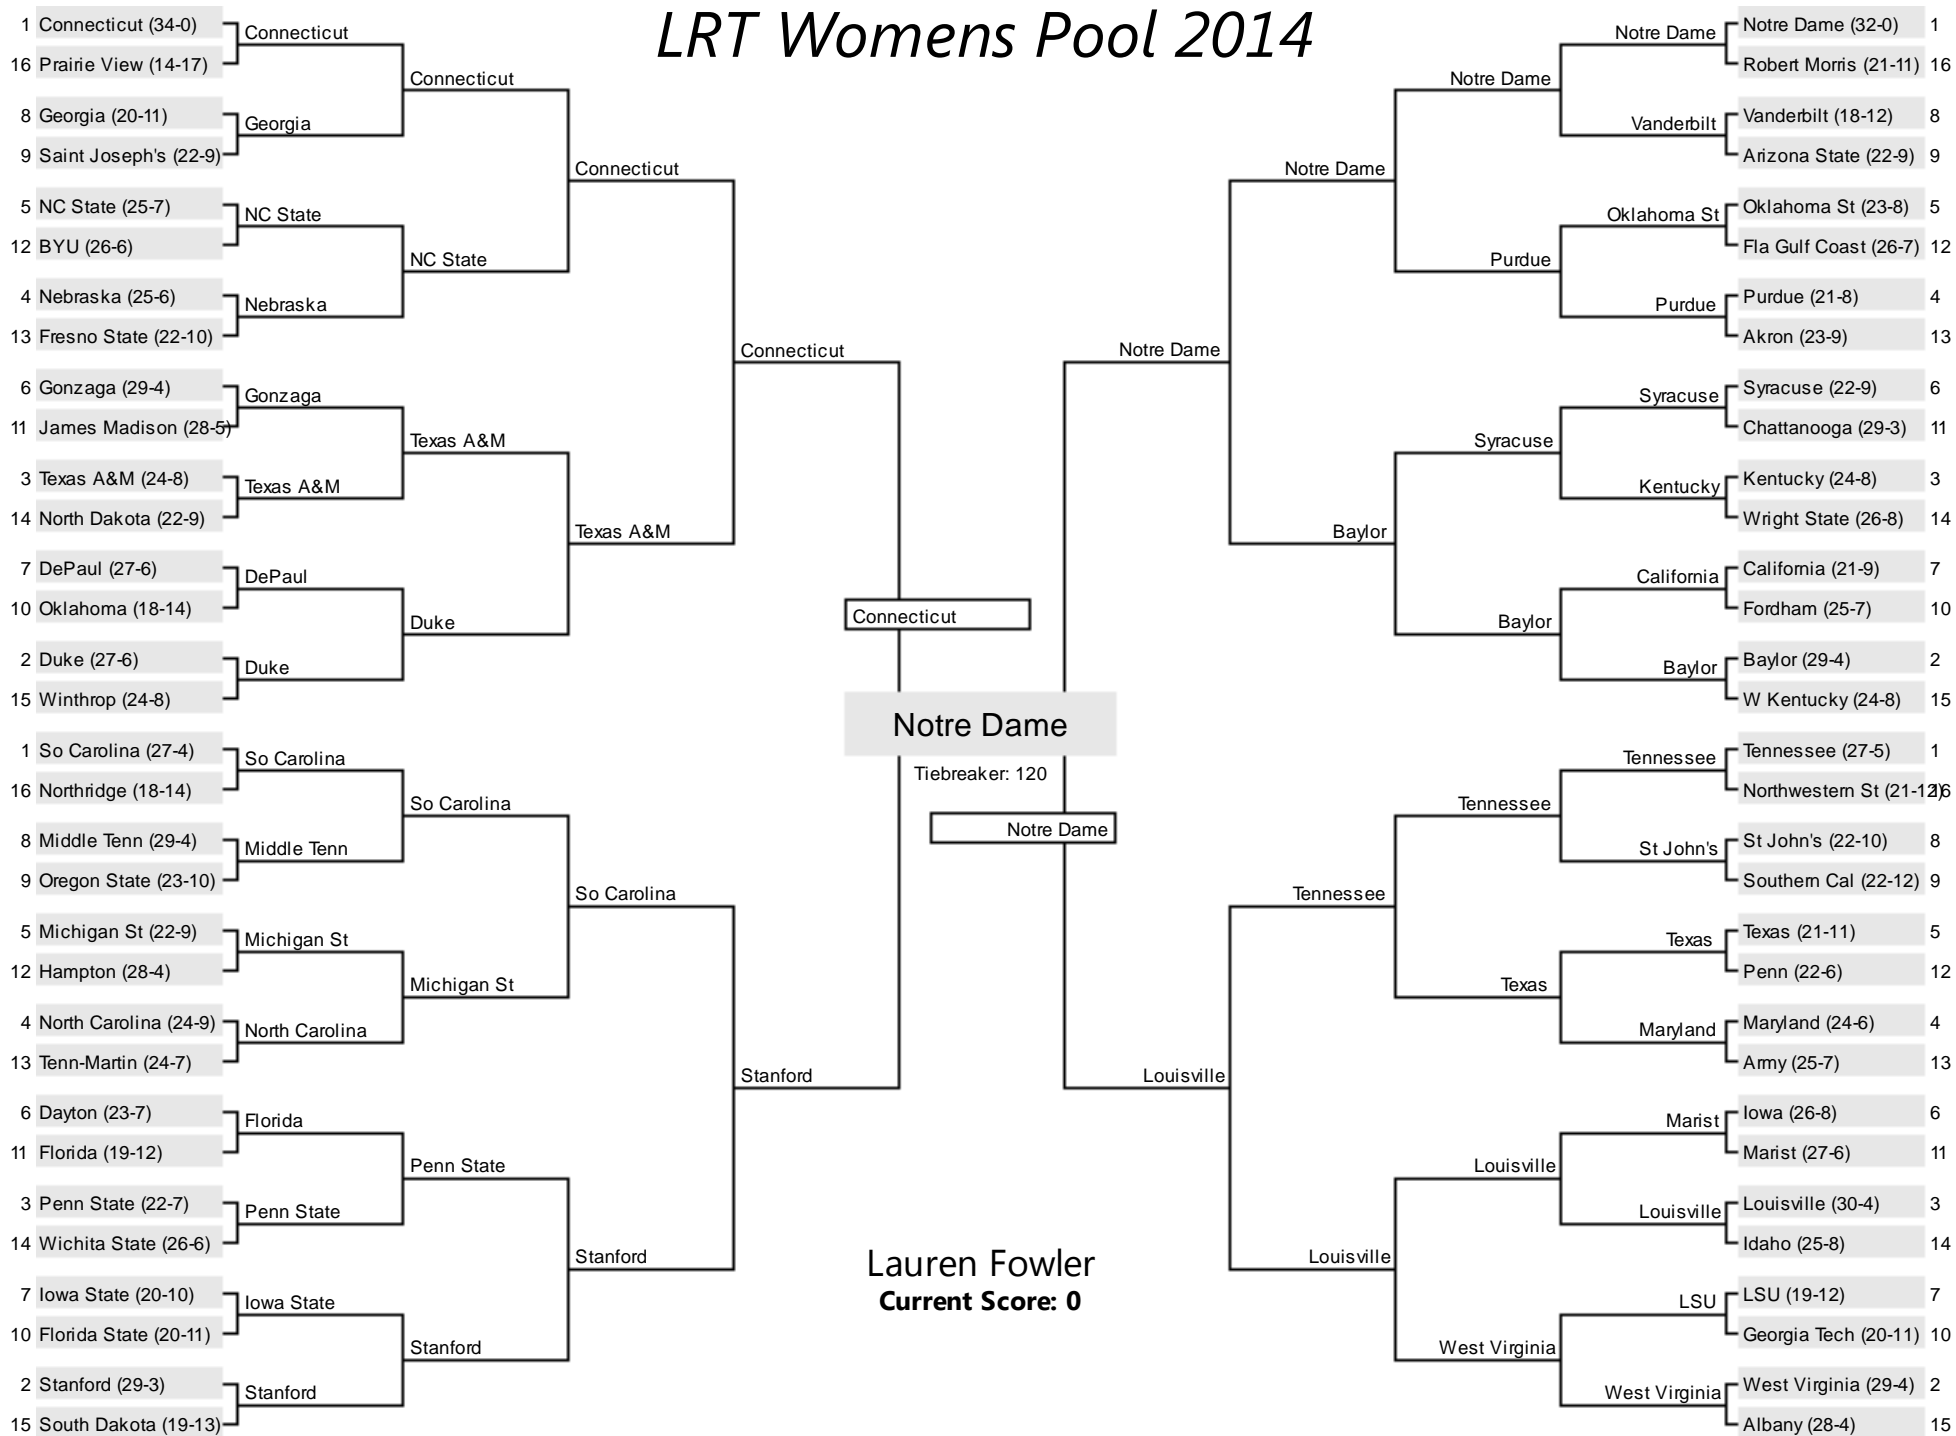 LRT Womens Pool 2014
1 Connecticut (34-0)
16 Prairie View (14-17)
8 Georgia (20-11)
9 Saint Joseph's (22-9)
5 NC State (25-7)
12 BYU (26-6)
4 Nebraska (25-6)
13 Fresno State (22-10)
6 Gonzaga (29-4)
11 James Madison (28-5)
3 Texas A&M (24-8)
14 North Dakota (22-9)
7 DePaul (27-6)
10 Oklahoma (18-14)
2 Duke (27-6)
15 Winthrop (24-8)
1 So Carolina (27-4)
16 Northridge (18-14)
8 Middle Tenn (29-4)
9 Oregon State (23-10)
5 Michigan St (22-9)
12 Hampton (28-4)
4 North Carolina (24-9)
13 Tenn-Martin (24-7)
6 Dayton (23-7)
11 Florida (19-12)
3 Penn State (22-7)
14 Wichita State (26-6)
7 Iowa State (20-10)
10 Florida State (20-11)
2 Stanford (29-3)
15 South Dakota (19-13)
Connecticut
Georgia
NC State
Nebraska
Gonzaga
Texas A&M
DePaul
Duke
So Carolina
Middle Tenn
Michigan St
North Carolina
Florida
Penn State
Iowa State
Stanford
Connecticut
NC State
Texas A&M
Duke
So Carolina
Michigan St
Penn State
Stanford
Connecticut
Texas A&M
So Carolina
Stanford
Connecticut
Stanford
Connecticut
Notre Dame
Tiebreaker: 120
Notre Dame
Lauren Fowler
Current Score: 0
Notre Dame
Louisville
Notre Dame
Baylor
Tennessee
Louisville
Notre Dame
Purdue
Syracuse
Baylor
Tennessee
Texas
Louisville
West Virginia
Notre Dame
Vanderbilt
Oklahoma St
Purdue
Syracuse
Kentucky
California
Baylor
Tennessee
St John's
Texas
Maryland
Marist
Louisville
LSU
West Virginia
Notre Dame (32-0) 1
Robert Morris (21-11) 16
Vanderbilt (18-12) 8
Arizona State (22-9) 9
Oklahoma St (23-8) 5
Fla Gulf Coast (26-7) 12
Purdue (21-8) 4
Akron (23-9) 13
Syracuse (22-9) 6
Chattanooga (29-3) 11
Kentucky (24-8) 3
Wright State (26-8) 14
California (21-9) 7
Fordham (25-7) 10
Baylor (29-4) 2
W Kentucky (24-8) 15
Tennessee (27-5) 1
Northwestern St (21-12) 16
St John's (22-10) 8
Southern Cal (22-12) 9
Texas (21-11) 5
Penn (22-6) 12
Maryland (24-6) 4
Army (25-7) 13
Iowa (26-8) 6
Marist (27-6) 11
Louisville (30-4) 3
Idaho (25-8) 14
LSU (19-12) 7
Georgia Tech (20-11) 10
West Virginia (29-4) 2
Albany (28-4) 15